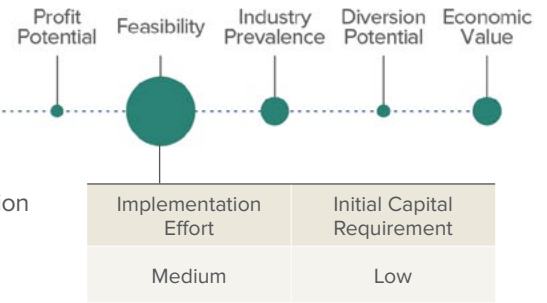 Profit
Potential
Feasibility
Industry
Prevalence
Diversion
Potential
Economic
Value
Implementation
Effort
Initial Capital
Requirement
Medium
Low